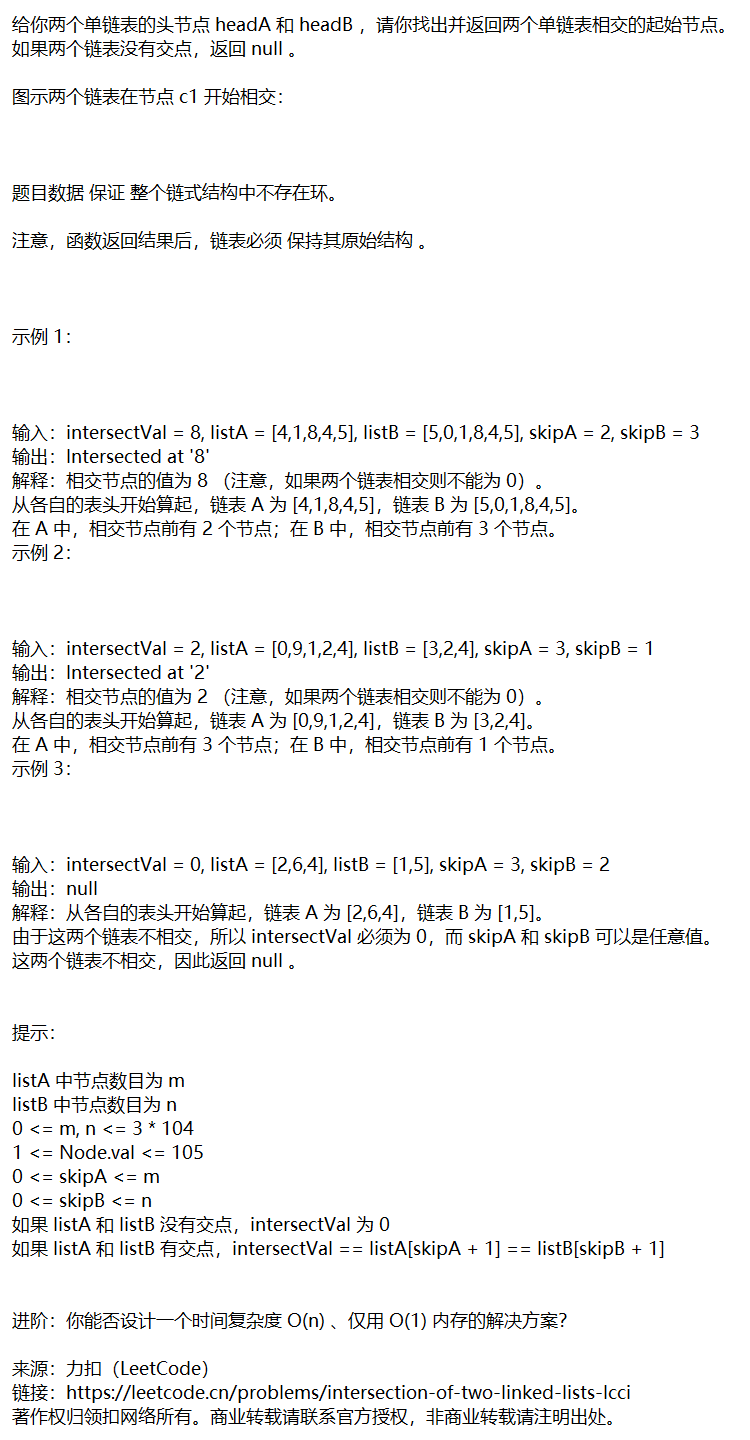 给你两个单链表的头节点 headA 和 headB ，请你找出并返回两个单链表相交的起始节点。
如果两个链表没有交点，返回 null 。
图示两个链表在节点 c1 开始相交：
题目数据 保证 整个链式结构中不存在环。
注意，函数返回结果后，链表必须 保持其原始结构 。
示例 1：
输入：intersectVal = 8, listA = [4,1,8,4,5], listB = [5,0,1,8,4,5], skipA = 2, skipB = 3
输出：Intersected at '8'
解释：相交节点的值为 8 （注意，如果两个链表相交则不能为 0）。
从各自的表头开始算起，链表 A 为 [4,1,8,4,5]，链表 B 为 [5,0,1,8,4,5]。
在 A 中，相交节点前有 2 个节点；在 B 中，相交节点前有 3 个节点。
示例 2：
输入：intersectVal = 2, listA = [0,9,1,2,4], listB = [3,2,4], skipA = 3, skipB = 1
输出：Intersected at '2'
解释：相交节点的值为 2 （注意，如果两个链表相交则不能为 0）。
从各自的表头开始算起，链表 A 为 [0,9,1,2,4]，链表 B 为 [3,2,4]。
在 A 中，相交节点前有 3 个节点；在 B 中，相交节点前有 1 个节点。
示例 3：
输入：intersectVal = 0, listA = [2,6,4], listB = [1,5], skipA = 3, skipB = 2
输出：null
解释：从各自的表头开始算起，链表 A 为 [2,6,4]，链表 B 为 [1,5]。
由于这两个链表不相交，所以 intersectVal 必须为 0，而 skipA 和 skipB 可以是任意值。
这两个链表不相交，因此返回 null 。
提示：
listA 中节点数目为 m
listB 中节点数目为 n
0 <= m, n <= 3 * 104
1 <= Node.val <= 105
0 <= skipA <= m
0 <= skipB <= n
如果 listA 和 listB 没有交点，intersectVal 为 0
如果 listA 和 listB 有交点，intersectVal == listA[skipA + 1] == listB[skipB + 1]
进阶：你能否设计一个时间复杂度 O(n) 、仅用 O(1) 内存的解决方案？
来源：力扣（LeetCode）
链接：https://leetcode.cn/problems/intersection-of-two-linked-lists-lcci
著作权归领扣网络所有。商业转载请联系官方授权，非商业转载请注明出处。